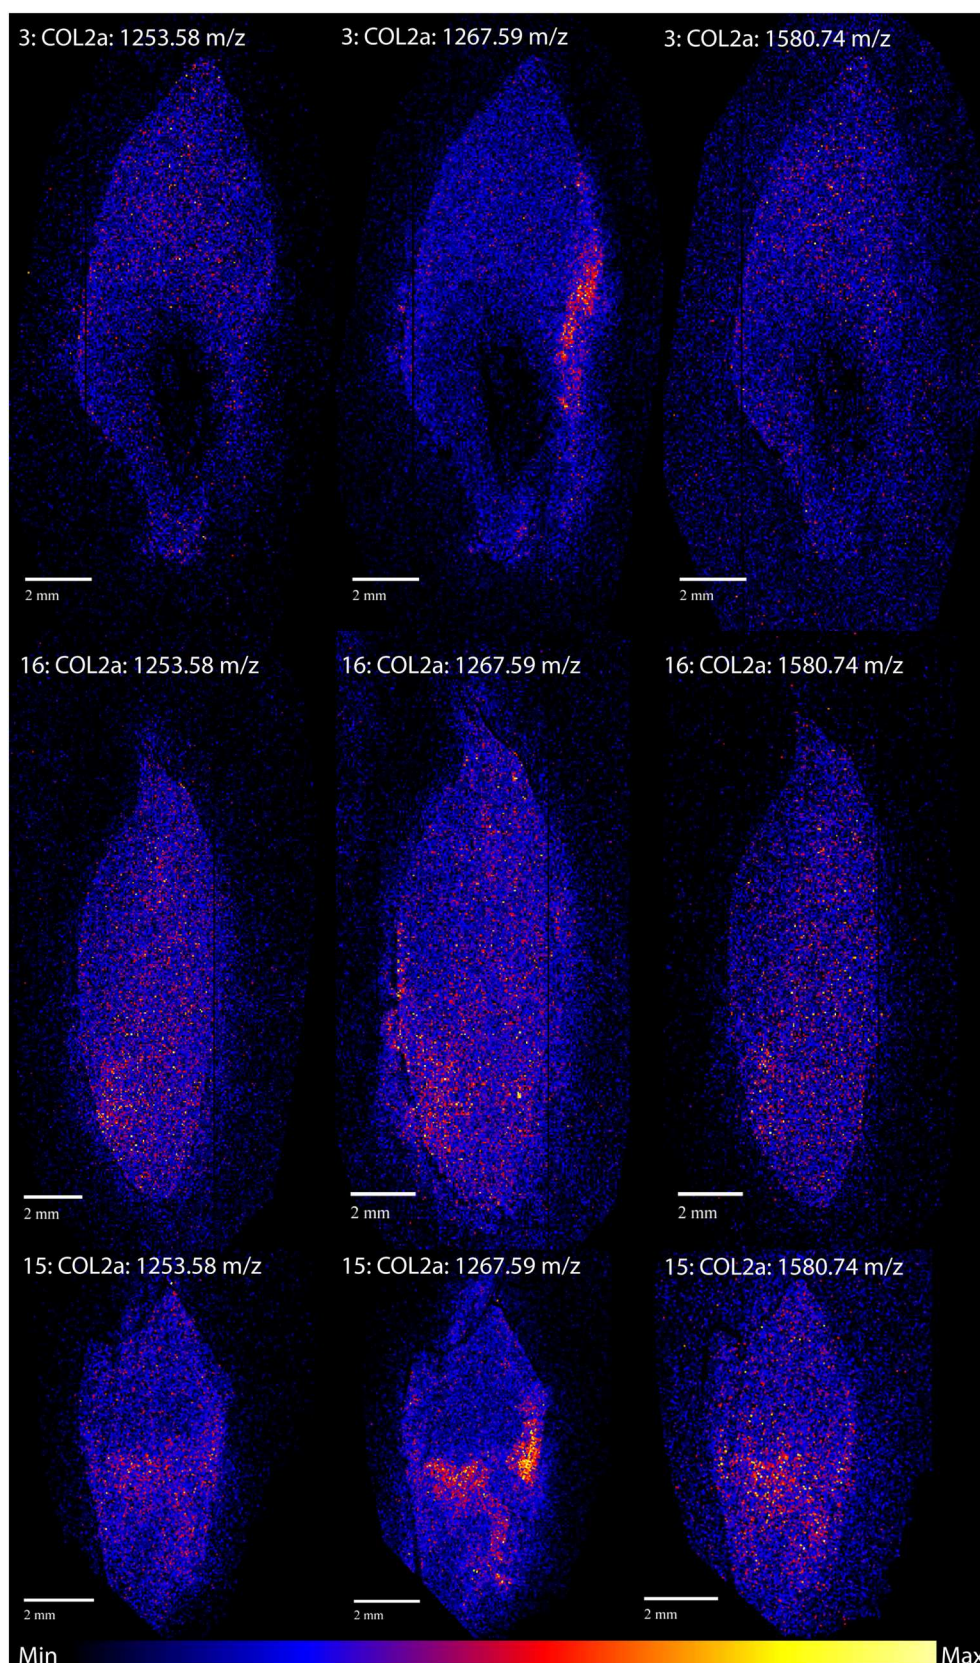 3: COL2a: 1253.58 m/z
3: COL2a: 1267.59 m/z
3: COL2a: 1580.74 m/z
2 mm
2 mm
2 mm
16: COL2a: 1253.58 m/z
16: COL2a: 1267.59 m/z
16: COL2a: 1580.74 m/z
2 mm
2 mm
2 mm
15: COL2a: 1253.58 m/z
15: COL2a: 1267.59 m/z
15: COL2a: 1580.74 m/z
2 mm
2 mm
2 mm
Min
Max